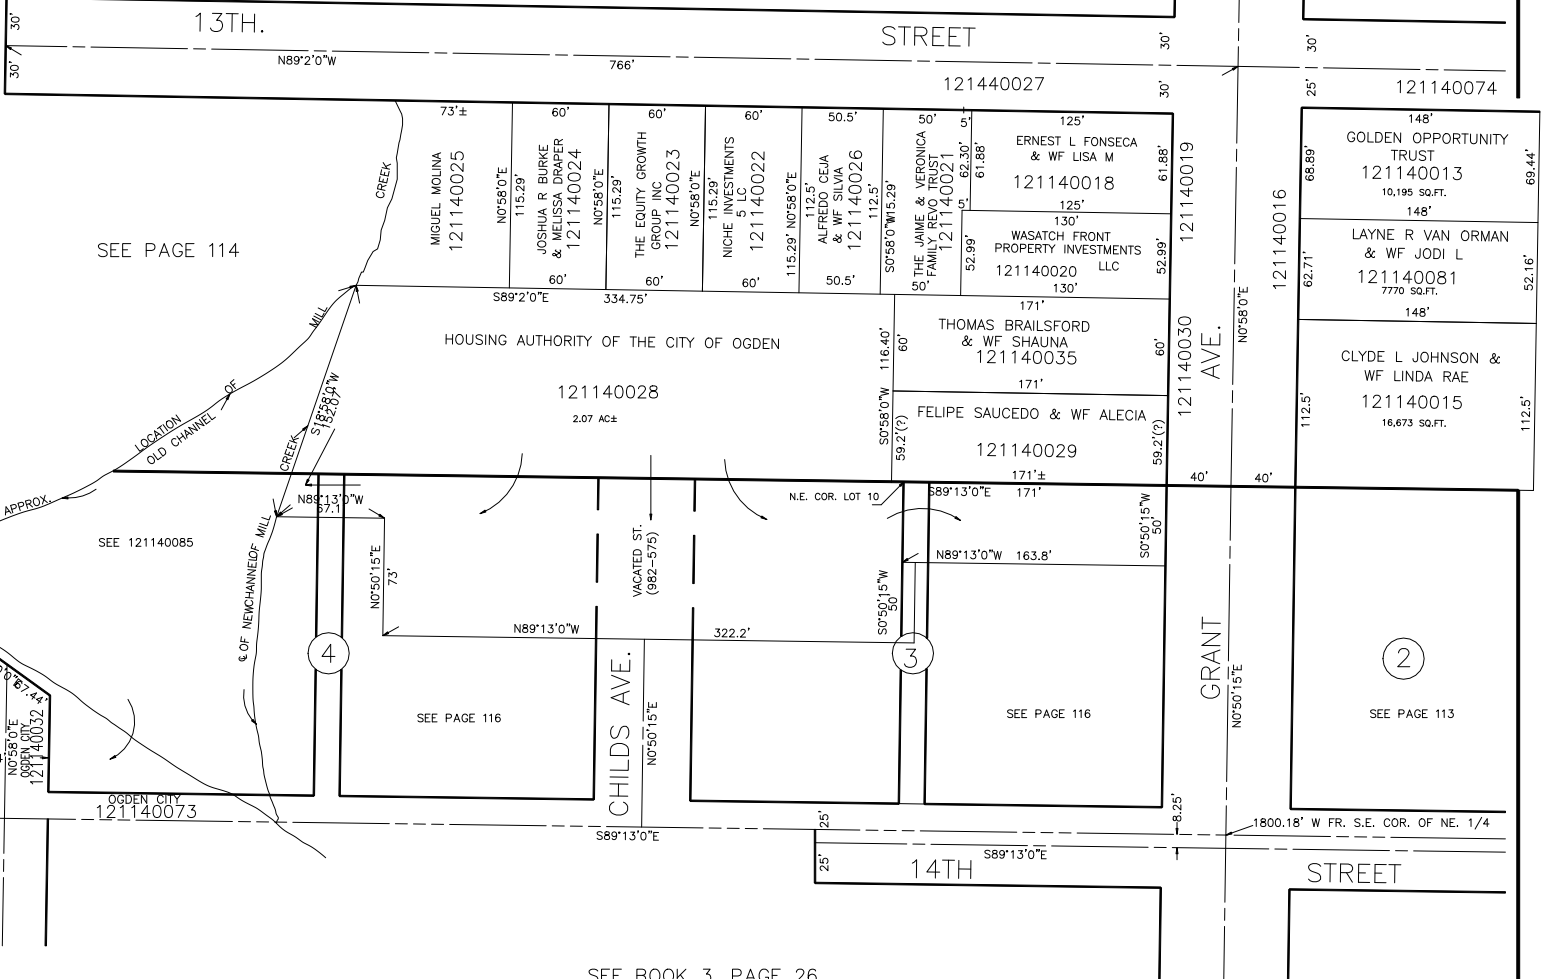 30'
13TH.
STREET
30'
30'
N89°2'0"W
766'
30'
121440027
30'
25'
121140074
CREEK
73'±
MIGUEL MOLINA
121140025
N0°58'0"E
115.29'
60'
JOSHUA R BURKE
& MELISSA DRAPER
121140024
60'
N0°58'0"E
115.29'
60'
THE EQUITY GROWTH
GROUP INC
121140023
60'
N0°58'0"E
115.29'
60'
NICHE INVESTMENTS
5 LC
121140022
60'
115.29' N0°58'0"E
112.5'
50.5'
ALFREDO CEJA
& WF SILVIA
121140026
50.5'
112.5'
S0°58'0"W
115.29'
50'
THE JAIME & VERONICA
FAMILY REVO TRUST
121140021
50'
5'
62.30'
61.88'
5'
125'
ERNEST L FONSECA
& WF LISA M
121140018
125'
61.88'
130'
WASATCH FRONT
PROPERTY INVESTMENTS
LLC
121140020
130'
52.99'
52.99'
121140019
121140016
148'
GOLDEN OPPORTUNITY
TRUST
121140013
10,195 SQ.FT.
148'
68.89'
69.44'
LAYNE R VAN ORMAN
& WF JODI L
121140081
7770 SQ.FT.
148'
62.71'
52.16'
CLYDE L JOHNSON &
WF LINDA RAE
121140015
16,673 SQ.FT.
112.5'
112.5'
SEE PAGE 114
S89°2'0"E
334.75'
HOUSING AUTHORITY OF THE CITY OF OGDEN
121140028
2.07 AC±
116.40'
S0°58'0"W
171'
THOMAS BRAILSFORD
& WF SHAUNA
121140035
171'
60'
60'
FELIPE SAUCEDO & WF ALECIA
121140029
171'±
59.2'(?)
59.2'(?)
121140030
AVE.
N0°58'0"E
MILL
OF
LOCATION
OLD CHANNEL
APPROX.
CREEK
S18°58'0"W
152.07'
N89°13'0"W
67.1'
N.E. COR. LOT 10
S89°13'0"E
171'
40'
40'
SEE 121140085
℄ OF NEW CHANNEL OF MILL
N0°50'15"E
73'
VACATED ST.
(982-575)
N89°13'0"W
163.8'
S0°50'15"W
50'
S0°50'15"W
50'
N89°13'0"W
322.2'
4
3
2
GRANT
N0°50'15"E
67.44'
N0°58'0"E
OGDEN CITY
121140032
SEE PAGE 116
CHILDS AVE.
N0°50'15"E
SEE PAGE 116
SEE PAGE 113
OGDEN CITY
121140073
S89°13'0"E
25'
25'
8.25'
1800.18' W FR. S.E. COR. OF NE. 1/4
S89°13'0"E
14TH
STREET
SEE BOOK 3, PAGE 26